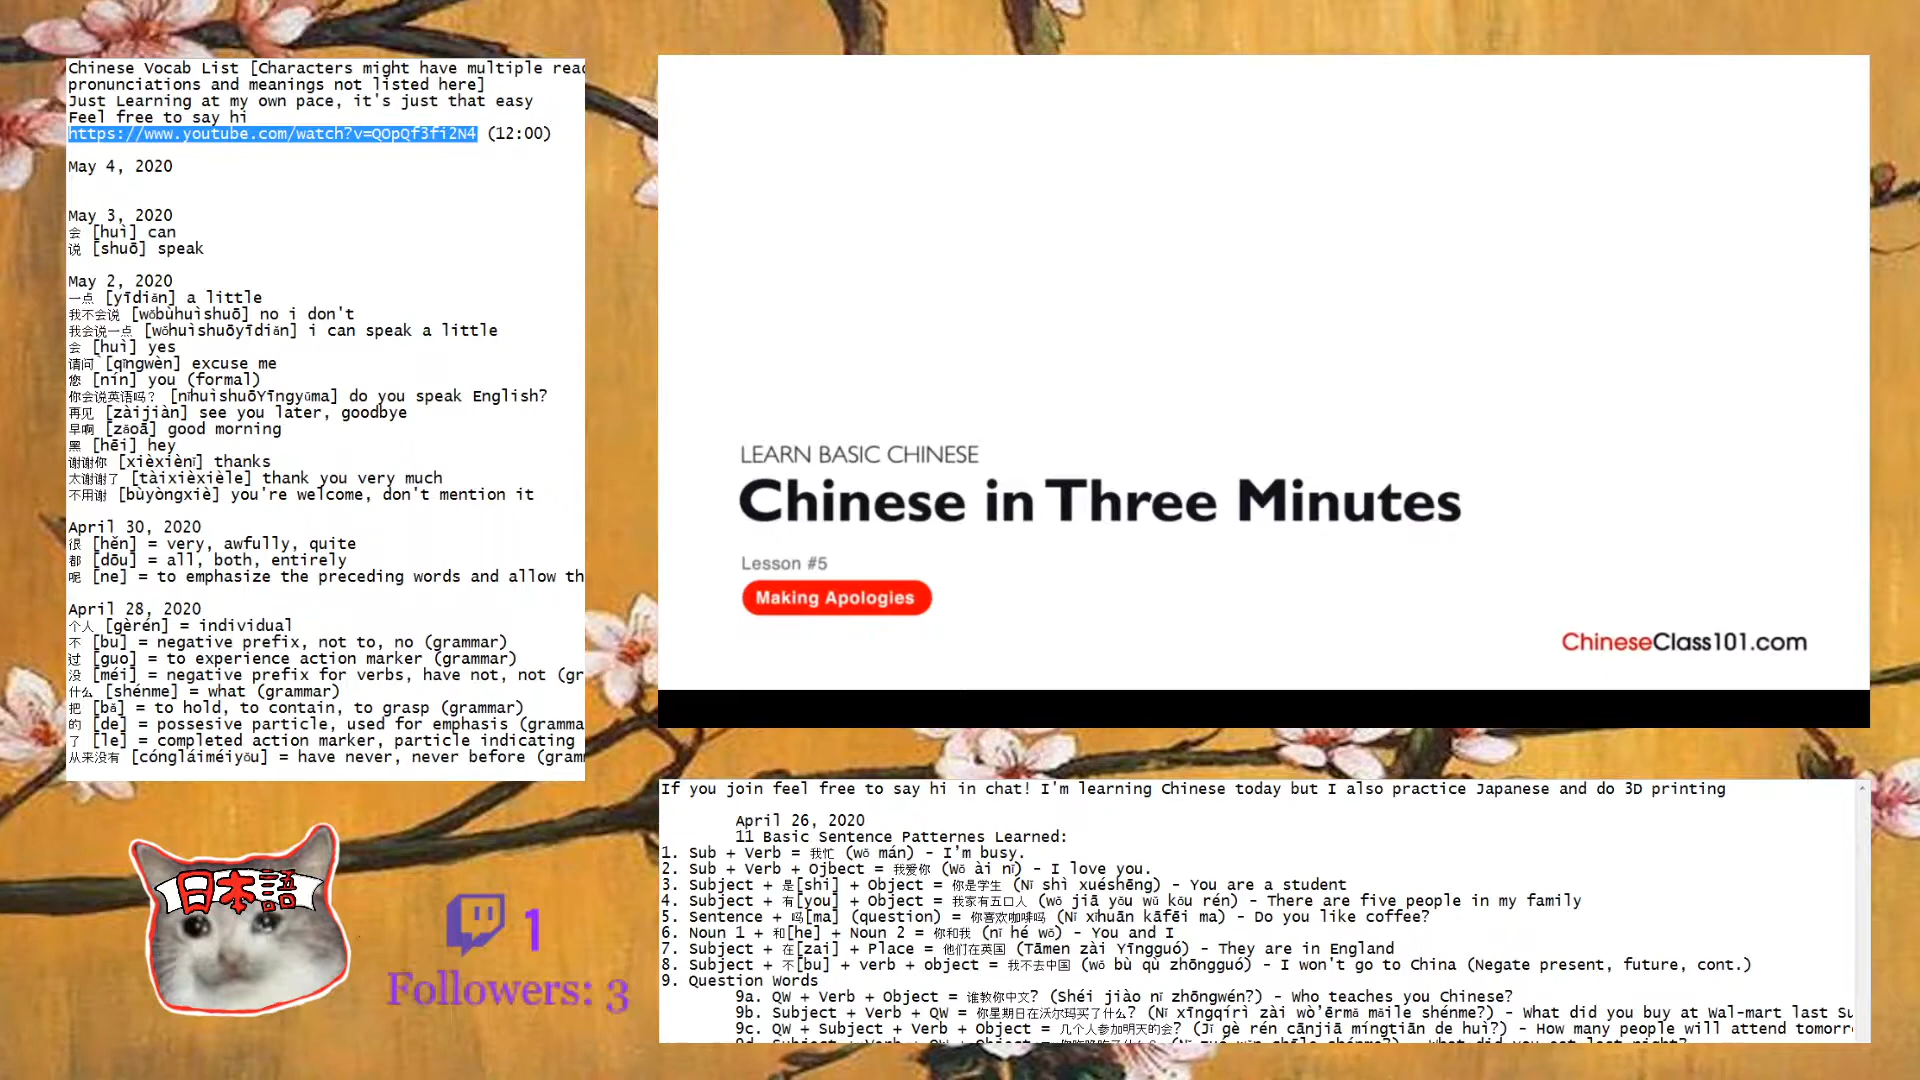 Chinese Vocab List [Characters might have multiple read
pronunciations and meanings not listed here]
Just Learning at my own pace, it's just that easy
Feel free to say hi
https://www.youtube.com/watch?v=QOpQf3fi2N4 (12:00)
May 4, 2020
May 3, 2020
会 [huì] can
说 [shuō] speak
May 2, 2020
一点 [yīdiǎn] a little
我不会说 [wǒbùhuìshuō] no i don't
我会说一点 [wǒhuìshuōyīdiǎn] i can speak a little
会 [huì] yes
请问 [qǐngwèn] excuse me
您 [nín] you (formal)
你会说英语吗? [nǐhuìshuōYīngyǔma] do you speak English?
再见 [zàijiàn] see you later, goodbye
早啊 [zǎoā] good morning
黑 [hēi] hey
谢谢你 [xièxiènǐ] thanks
太谢谢了 [tàixièxièle] thank you very much
不用谢 [bùyòngxiè] you're welcome, don't mention it
April 30, 2020
很 [hěn] = very, awfully, quite
都 [dōu] = all, both, entirely
呢 [ne] = to emphasize the preceding words and allow th
April 28, 2020
个人 [gèrén] = individual
不 [bu] = negative prefix, not to, no (grammar)
过 [guo] = to experience action marker (grammar)
没 [méi] = negative prefix for verbs, have not, not (gr
什么 [shénme] = what (grammar)
把 [bǎ] = to hold, to contain, to grasp (grammar)
的 [de] = possesive particle, used for emphasis (gramma
了 [le] = completed action marker, particle indicating
从来没有 [cóngláiméiyǒu] = have never, never before (gram
LEARN BASIC CHINESE
Chinese in Three Minutes
Lesson #5
Making Apologies
ChineseClass101.com
If you join feel free to say hi in chat! I'm learning Chinese today but I also practice Japanese and do 3D printing
April 26, 2020
11 Basic Sentence Patternes Learned:
1. Sub + Verb = 我忙 (wǒ mán) - I'm busy.
2. Sub + Verb + Ojbect = 我爱你 (Wǒ ài nǐ) - I love you.
3. Subject + 是[shi] + Object = 你是学生 (Nǐ shì xuéshēng) - You are a student
4. Subject + 有[you] + Object = 我家有五口人 (wǒ jiā yǒu wǔ kǒu rén) - There are five people in my family
5. Sentence + 吗[ma] (question) = 你喜欢咖啡吗 (Nǐ xǐhuān kāfēi ma) - Do you like coffee?
6. Noun 1 + 和[he] + Noun 2 = 你和我 (nǐ hé wǒ) - You and I
7. Subject + 在[zai] + Place = 他们在英国 (Tāmen zài Yīngguó) - They are in England
8. Subject + 不[bu] + verb + object = 我不去中国 (wǒ bù qù zhōngguó) - I won't go to China (Negate present, future, cont.)
9. Question Words
9a. QW + Verb + Object = 谁教你中文? (Shéi jiào nǐ zhōngwén?) - Who teaches you Chinese?
9b. Subject + Verb + QW = 你星期日在沃尔玛买了什么? (Nǐ xīngqírì zài wò'ērmǎ mǎile shénme?) - What did you buy at Wal-mart last Su
9c. QW + Subject + Verb + Object = 几个人参加明天的会? (Jǐ gè rén cānjiā míngtiān de huì?) - How many people will attend tomorr
日本語
1
Followers: 3